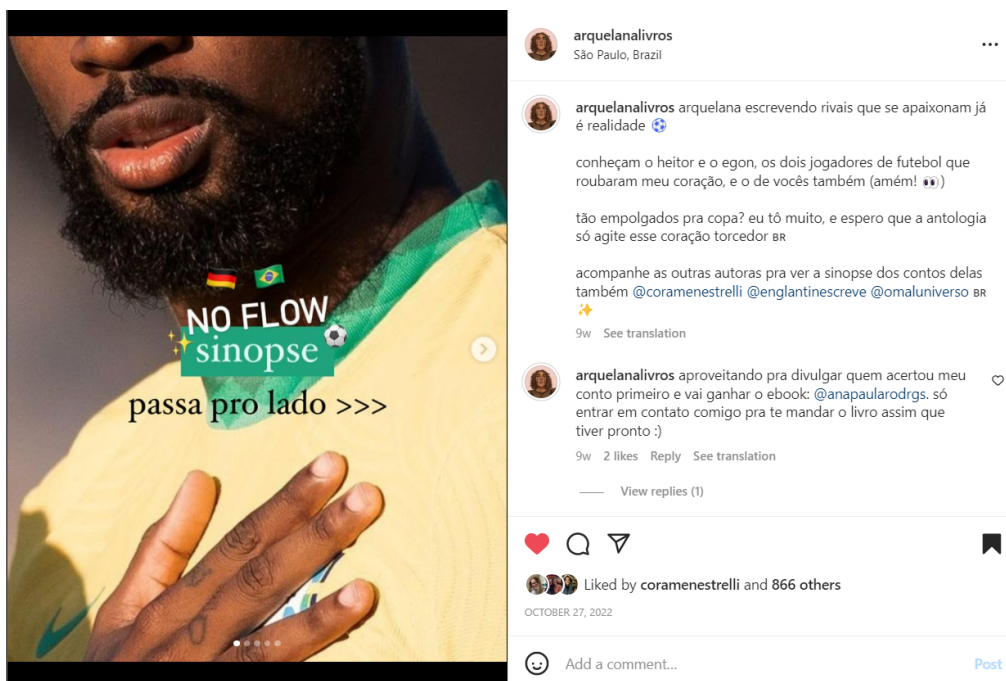 NO FLOW
sinopse
passa pro lado >>>
arquelanalivros
São Paulo, Brazil
arquelanalivros arquelana escrevendo rivais que se apaixonam já
é realidade ⚽
conheçam o heitor e o egon, os dois jogadores de futebol que
roubaram meu coração, e o de vocês também (amém! 👀)
tão empolgados pra copa? eu tô muito, e espero que a antologia
só agite esse coração torcedor BR
acompanhe as outras autoras pra ver a sinopse dos contos delas
também @coramenestrelli @englantinescreve @omaluniverso BR
✨
9w See translation
arquelanalivros aproveitando pra divulgar quem acertou meu
conto primeiro e vai ganhar o ebook: @anapaularodrgs. só
entrar em contato comigo pra te mandar o livro assim que
tiver pronto :)
9w 2 likes Reply See translation
View replies (1)
Liked by coramenestrelli and 866 others
OCTOBER 27, 2022
Add a comment...
Post